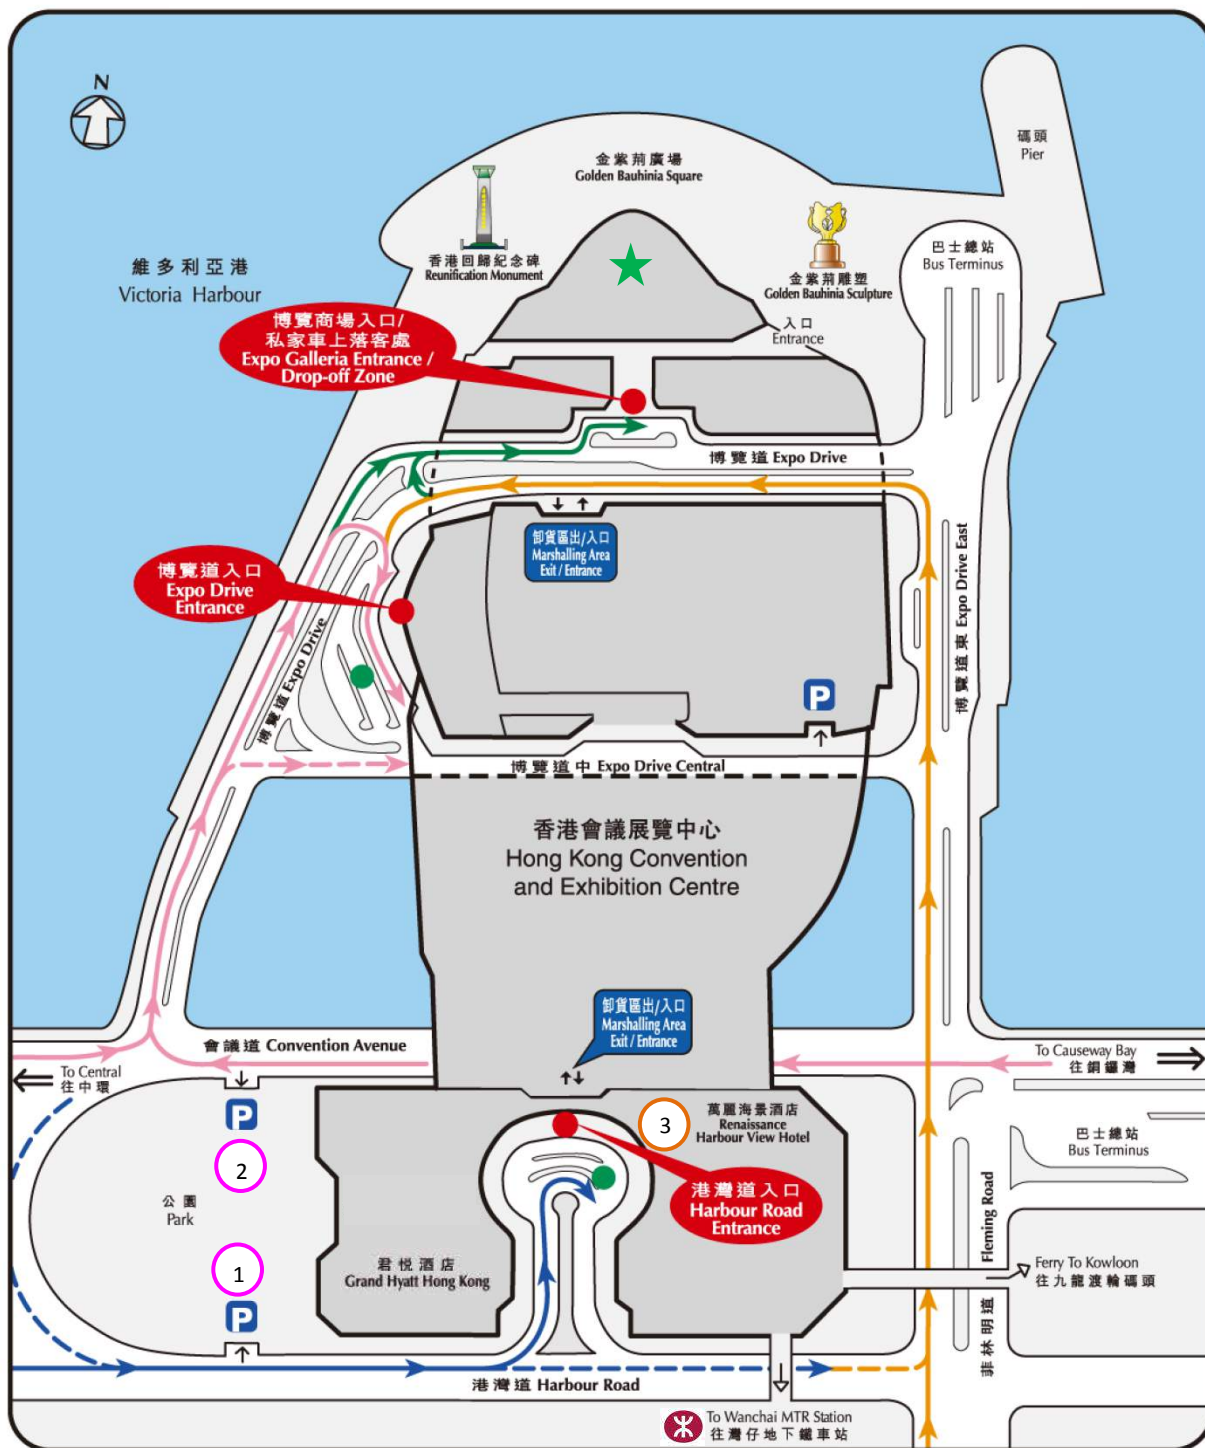 N
碼頭
Pier
金紫荊廣場
Golden Bauhinia Square
香港回歸紀念碑
Reunification Monument
金紫荊雕塑
Golden Bauhinia Sculpture
巴士總站
Bus Terminus
維多利亞港
Victoria Harbour
博覽商場入口/
私家車上落客處
Expo Galleria Entrance /
Drop-off Zone
入口
Entrance
博覽道 Expo Drive
卸貨區出/入口
Marshalling Area
Exit / Entrance
博覽道入口
Expo Drive
Entrance
博覽道 Expo Drive
博覽道東 Expo Drive East
P
博覽道中 Expo Drive Central
香港會議展覽中心
Hong Kong Convention
and Exhibition Centre
卸貨區出/入口
Marshalling Area
Exit / Entrance
會議道 Convention Avenue
To Central
往中環
To Causeway Bay
往銅鑼灣
P
2
3
萬麗海景酒店
Renaissance
Harbour View Hotel
巴士總站
Bus Terminus
公園
Park
港灣道入口
Harbour Road
Entrance
1
P
君悅酒店
Grand Hyatt Hong Kong
菲林明道 Fleming Road
Ferry To Kowloon
往九龍渡輪碼頭
港灣道 Harbour Road
To Wanchai MTR Station
往灣仔地下鐵車站